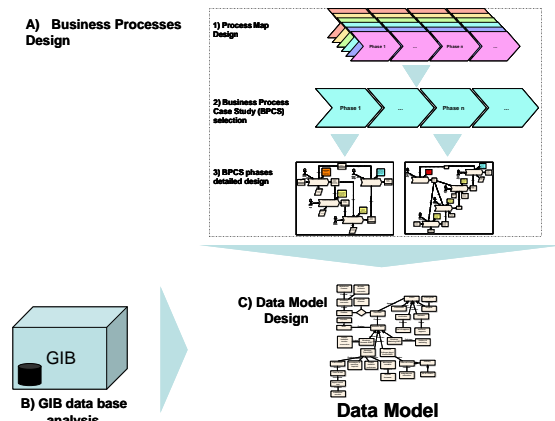 A) Business Processes
Design
1) Process Map
Design
Phase 1
...
Phase n
...
2) Business Process
Case Study (BPCS)
selection
Phase 1
...
Phase n
...
3) BPCS phases
detailed design
C) Data Model
Design
GIB
B) GIB data base
analysis
Data Model